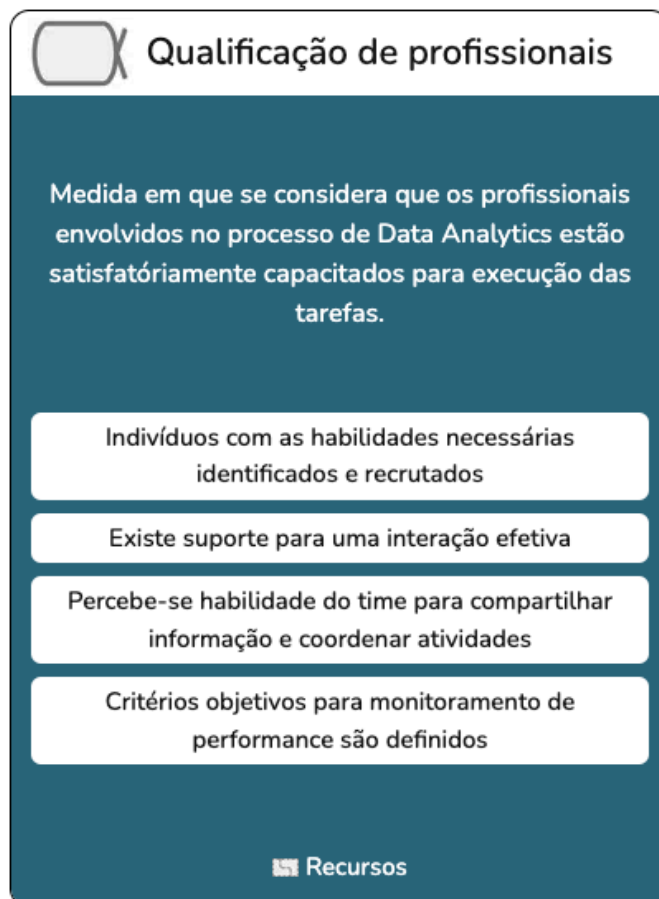 Qualificação de profissionais
Medida em que se considera que os profissionais
envolvidos no processo de Data Analytics estão
satisfatóriamente capacitados para execução das
tarefas.
Indivíduos com as habilidades necessárias
identificados e recrutados
Existe suporte para uma interação efetiva
Percebe-se habilidade do time para compartilhar
informação e coordenar atividades
Critérios objetivos para monitoramento de
performance são definidos
Recursos